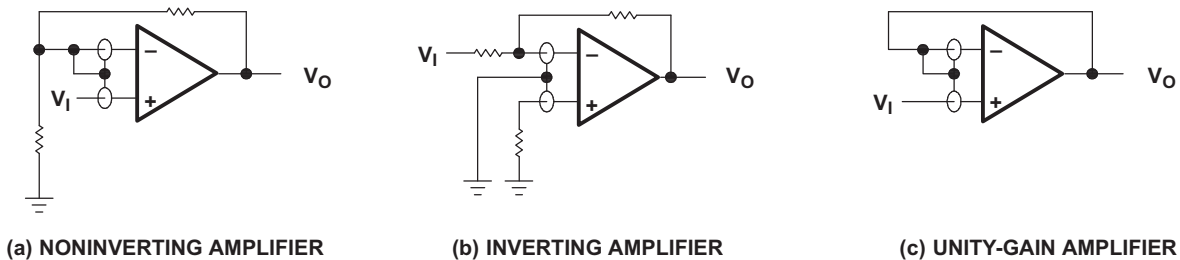 V_I
−
+
V_O
(a) NONINVERTING AMPLIFIER
V_I
−
+
V_O
(b) INVERTING AMPLIFIER
V_I
−
+
V_O
(c) UNITY-GAIN AMPLIFIER